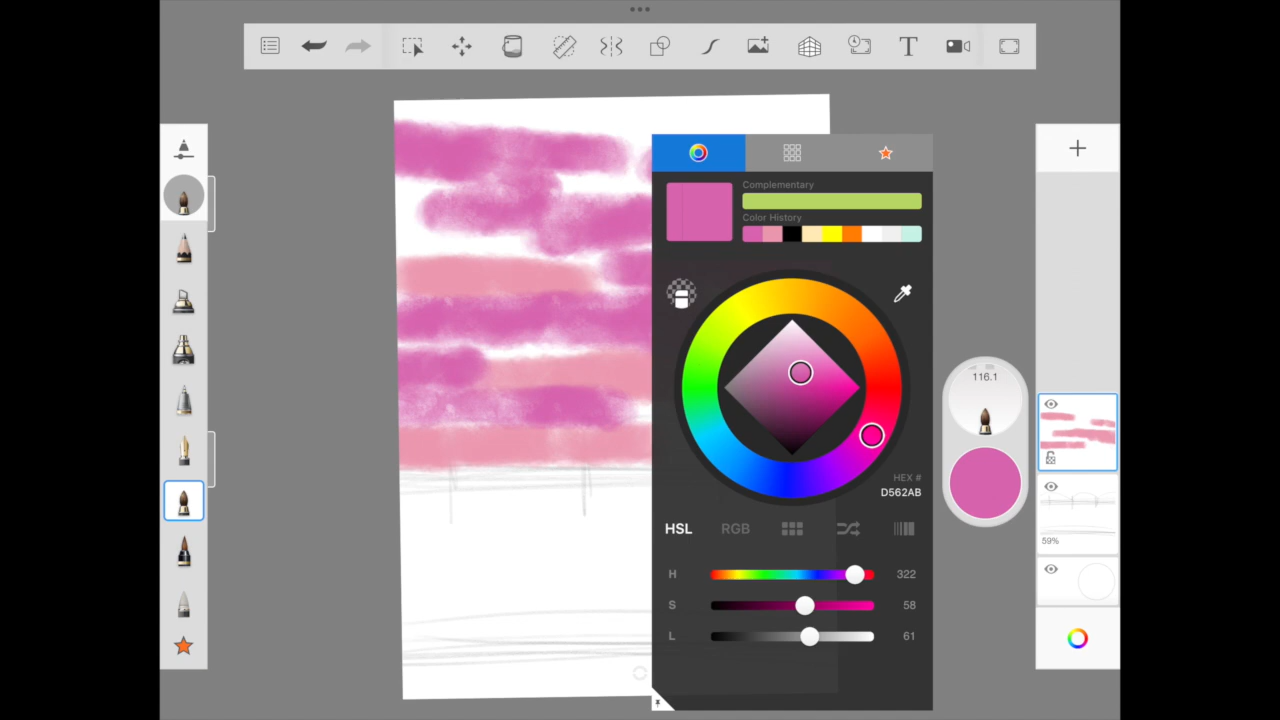 Complementary
Color History
116.1
HEX #
D562AB
59%
HSL RGB
H 322
S 58
L 61